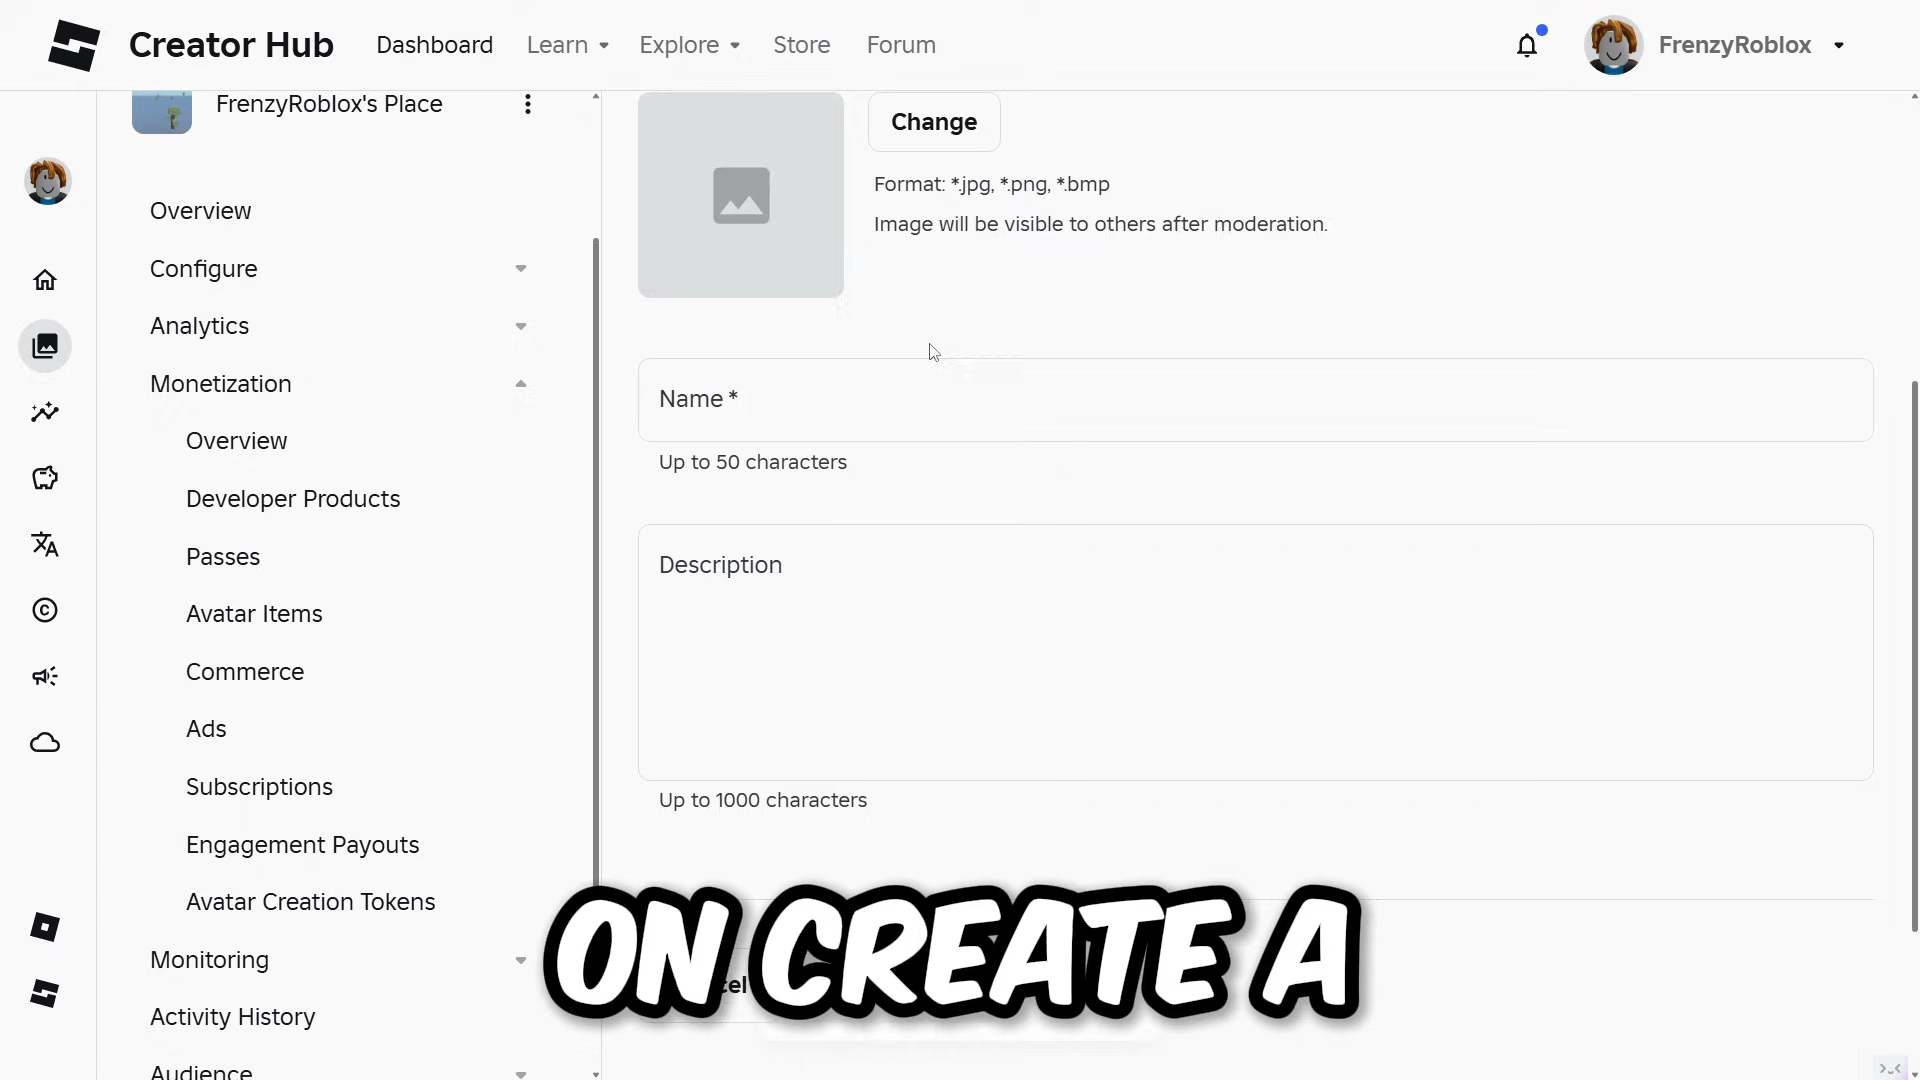 Creator Hub
Dashboard
Learn
Explore
Store
Forum
FrenzyRoblox
FrenzyRoblox's Place
Overview
Configure
Analytics
Monetization
Overview
Developer Products
Passes
Avatar Items
Commerce
Ads
Subscriptions
Engagement Payouts
Avatar Creation Tokens
Monitoring
Activity History
Audience
Change
Format: *.jpg, *.png, *.bmp
Image will be visible to others after moderation.
Name *
Up to 50 characters
Description
Up to 1000 characters
ON CREATE A